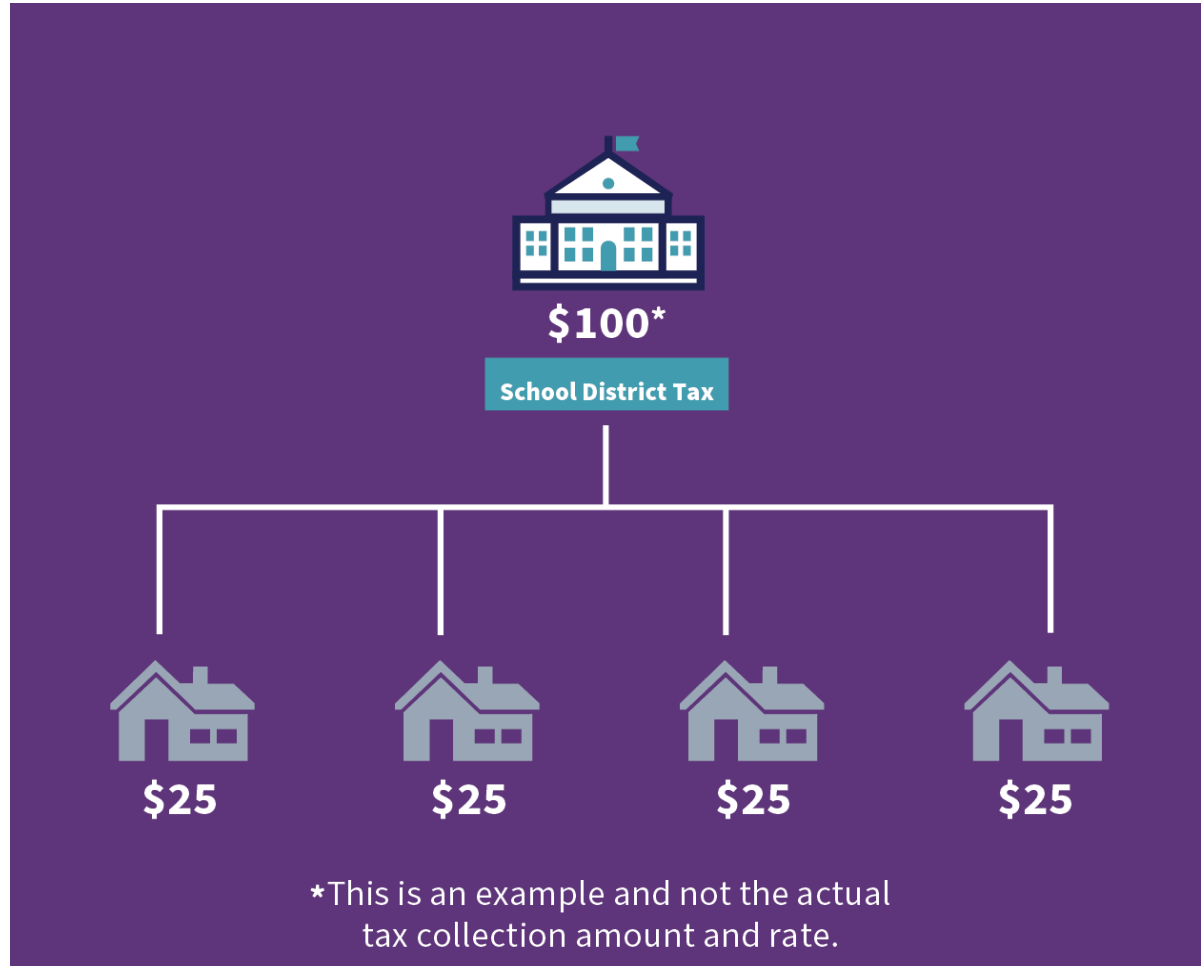 $100*
School District Tax
$25 $25 $25 $25
*This is an example and not the actual
tax collection amount and rate.